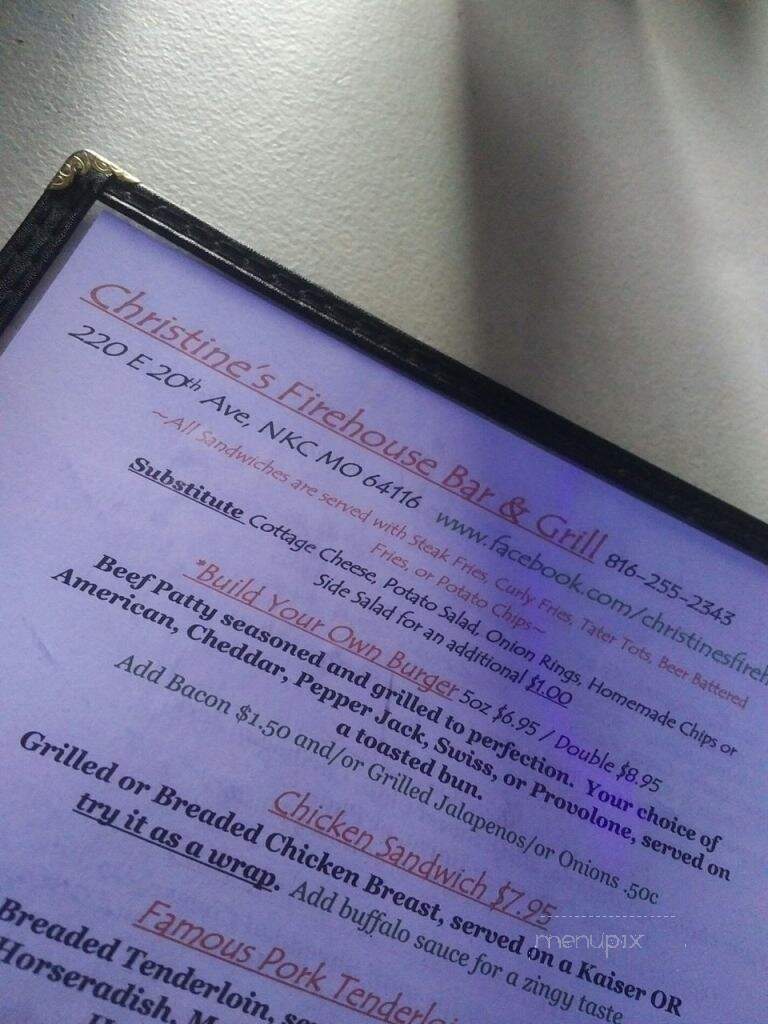 Christine's Firehouse Bar & Grill
220 E 20th Ave, NKC MO 64116 816-255-2343
www.facebook.com/christinesfireh
~All Sandwiches are served with Steak Fries, Curly Fries, Tater Tots, Beer Battered
Fries, or Potato Chips~
Substitute Cottage Cheese, Potato Salad, Onion Rings, Homemade Chips or
Side Salad for an additional $1.00
*Build Your Own Burger 5oz $6.95 / Double $8.95
Beef Patty seasoned and grilled to perfection. Your choice of
American, Cheddar, Pepper Jack, Swiss, or Provolone, served on
a toasted bun.
Add Bacon $1.50 and/or Grilled Jalapenos/or Onions .50c
Chicken Sandwich $7.95
Grilled or Breaded Chicken Breast, served on a Kaiser OR
try it as a wrap. Add buffalo sauce for a zingy taste
Famous Pork Tenderloi
Breaded Tenderloin, se
Horseradish, M
menupix